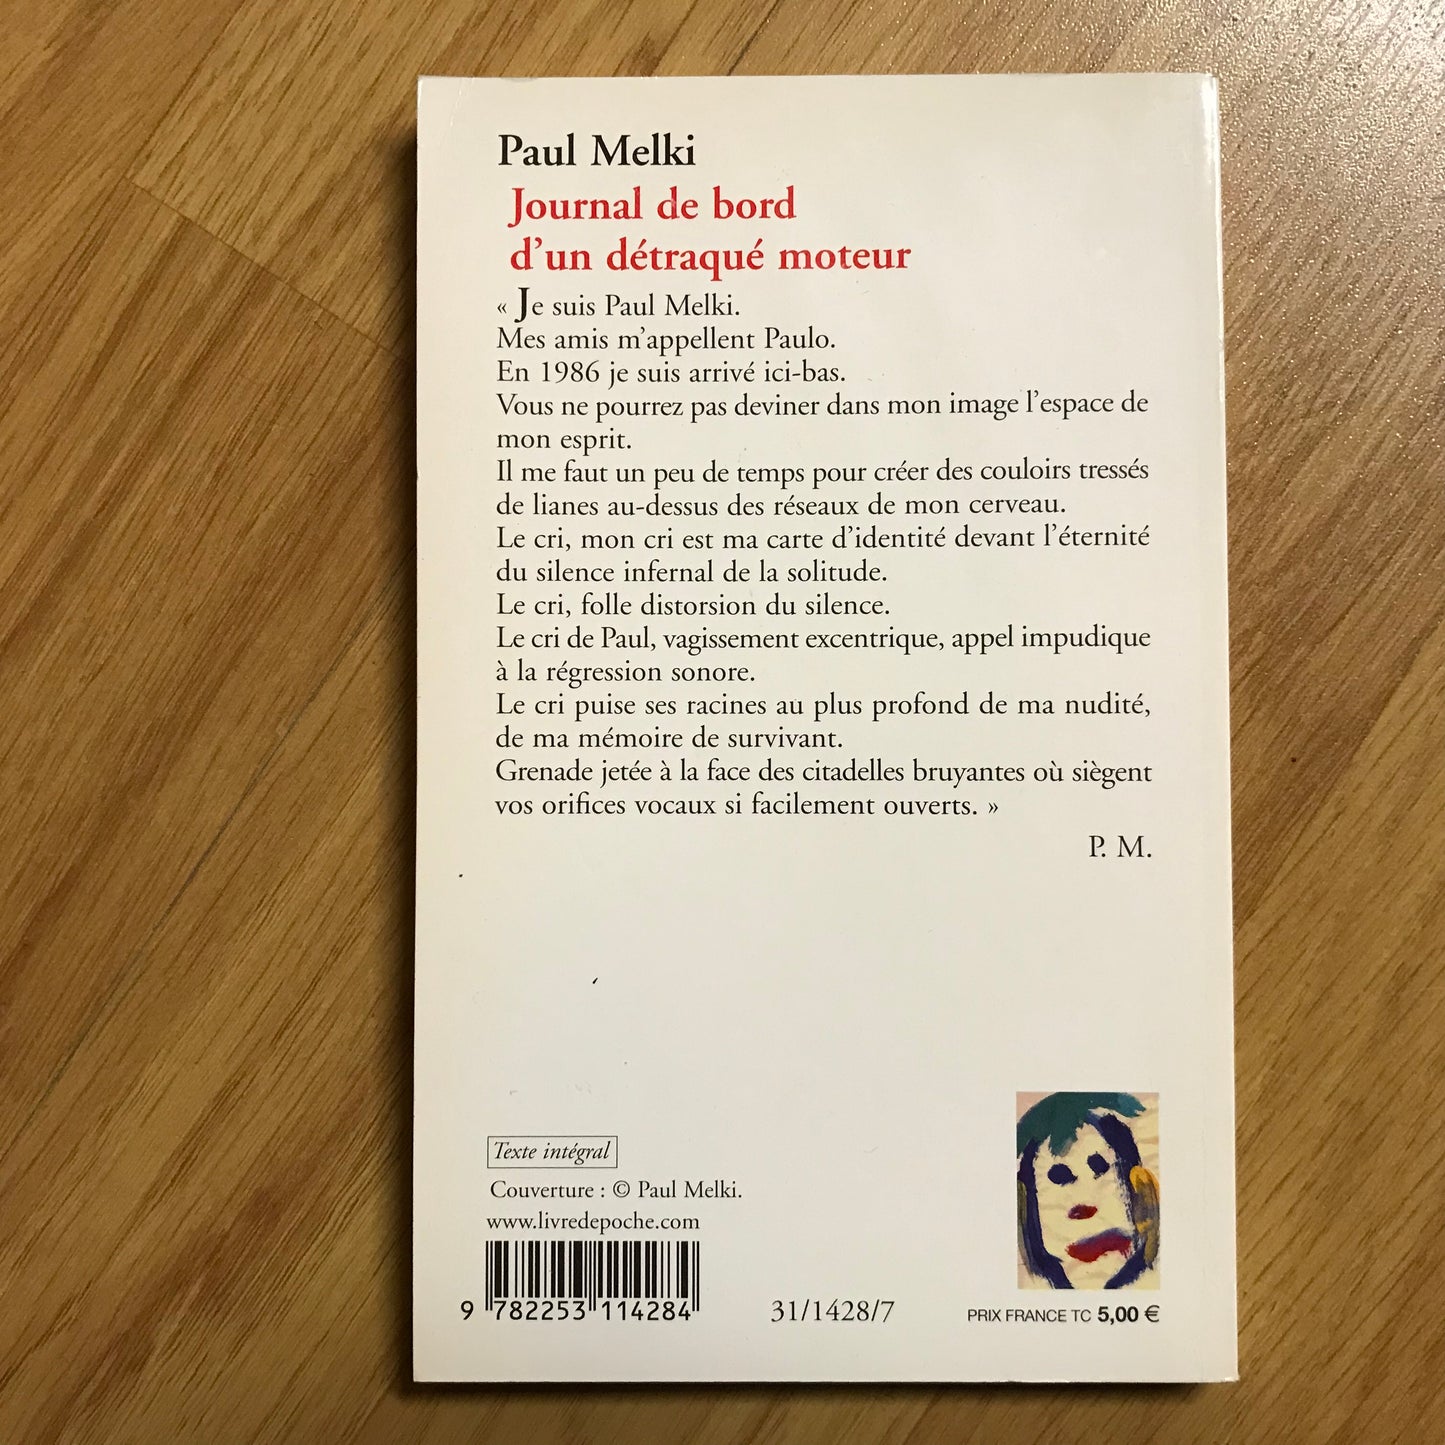 Paul Melki
Journal de bord
d'un détraqué moteur
« Je suis Paul Melki.
Mes amis m'appellent Paulo.
En 1986 je suis arrivé ici-bas.
Vous ne pourrez pas deviner dans mon image l'espace de
mon esprit.
Il me faut un peu de temps pour créer des couloirs tressés
de lianes au-dessus des réseaux de mon cerveau.
Le cri, mon cri est ma carte d'identité devant l'éternité
du silence infernal de la solitude.
Le cri, folle distorsion du silence.
Le cri de Paul, vagissement excentrique, appel impudique
à la régression sonore.
Le cri puise ses racines au plus profond de ma nudité,
de ma mémoire de survivant.
Grenade jetée à la face des citadelles bruyantes où siègent
vos orifices vocaux si facilement ouverts. »
P. M.
Texte intégral
Couverture : © Paul Melki.
www.livredepoche.com
9 782253 114284
31/1428/7
PRIX FRANCE TC 5,00 €